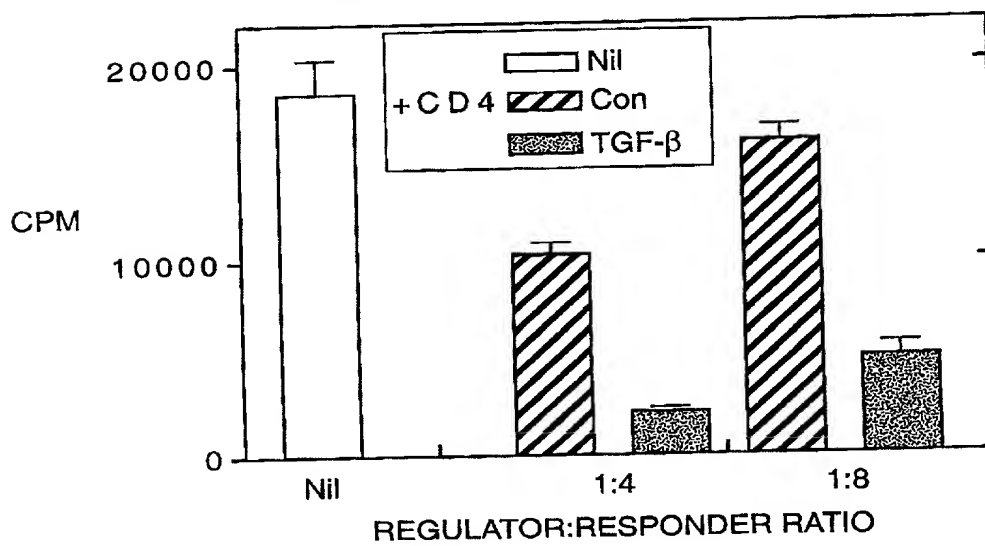 20000
10000
0
CPM
Nil
+CD4 Con
TGF-β
Nil
1:4
1:8
REGULATOR:RESPONDER RATIO